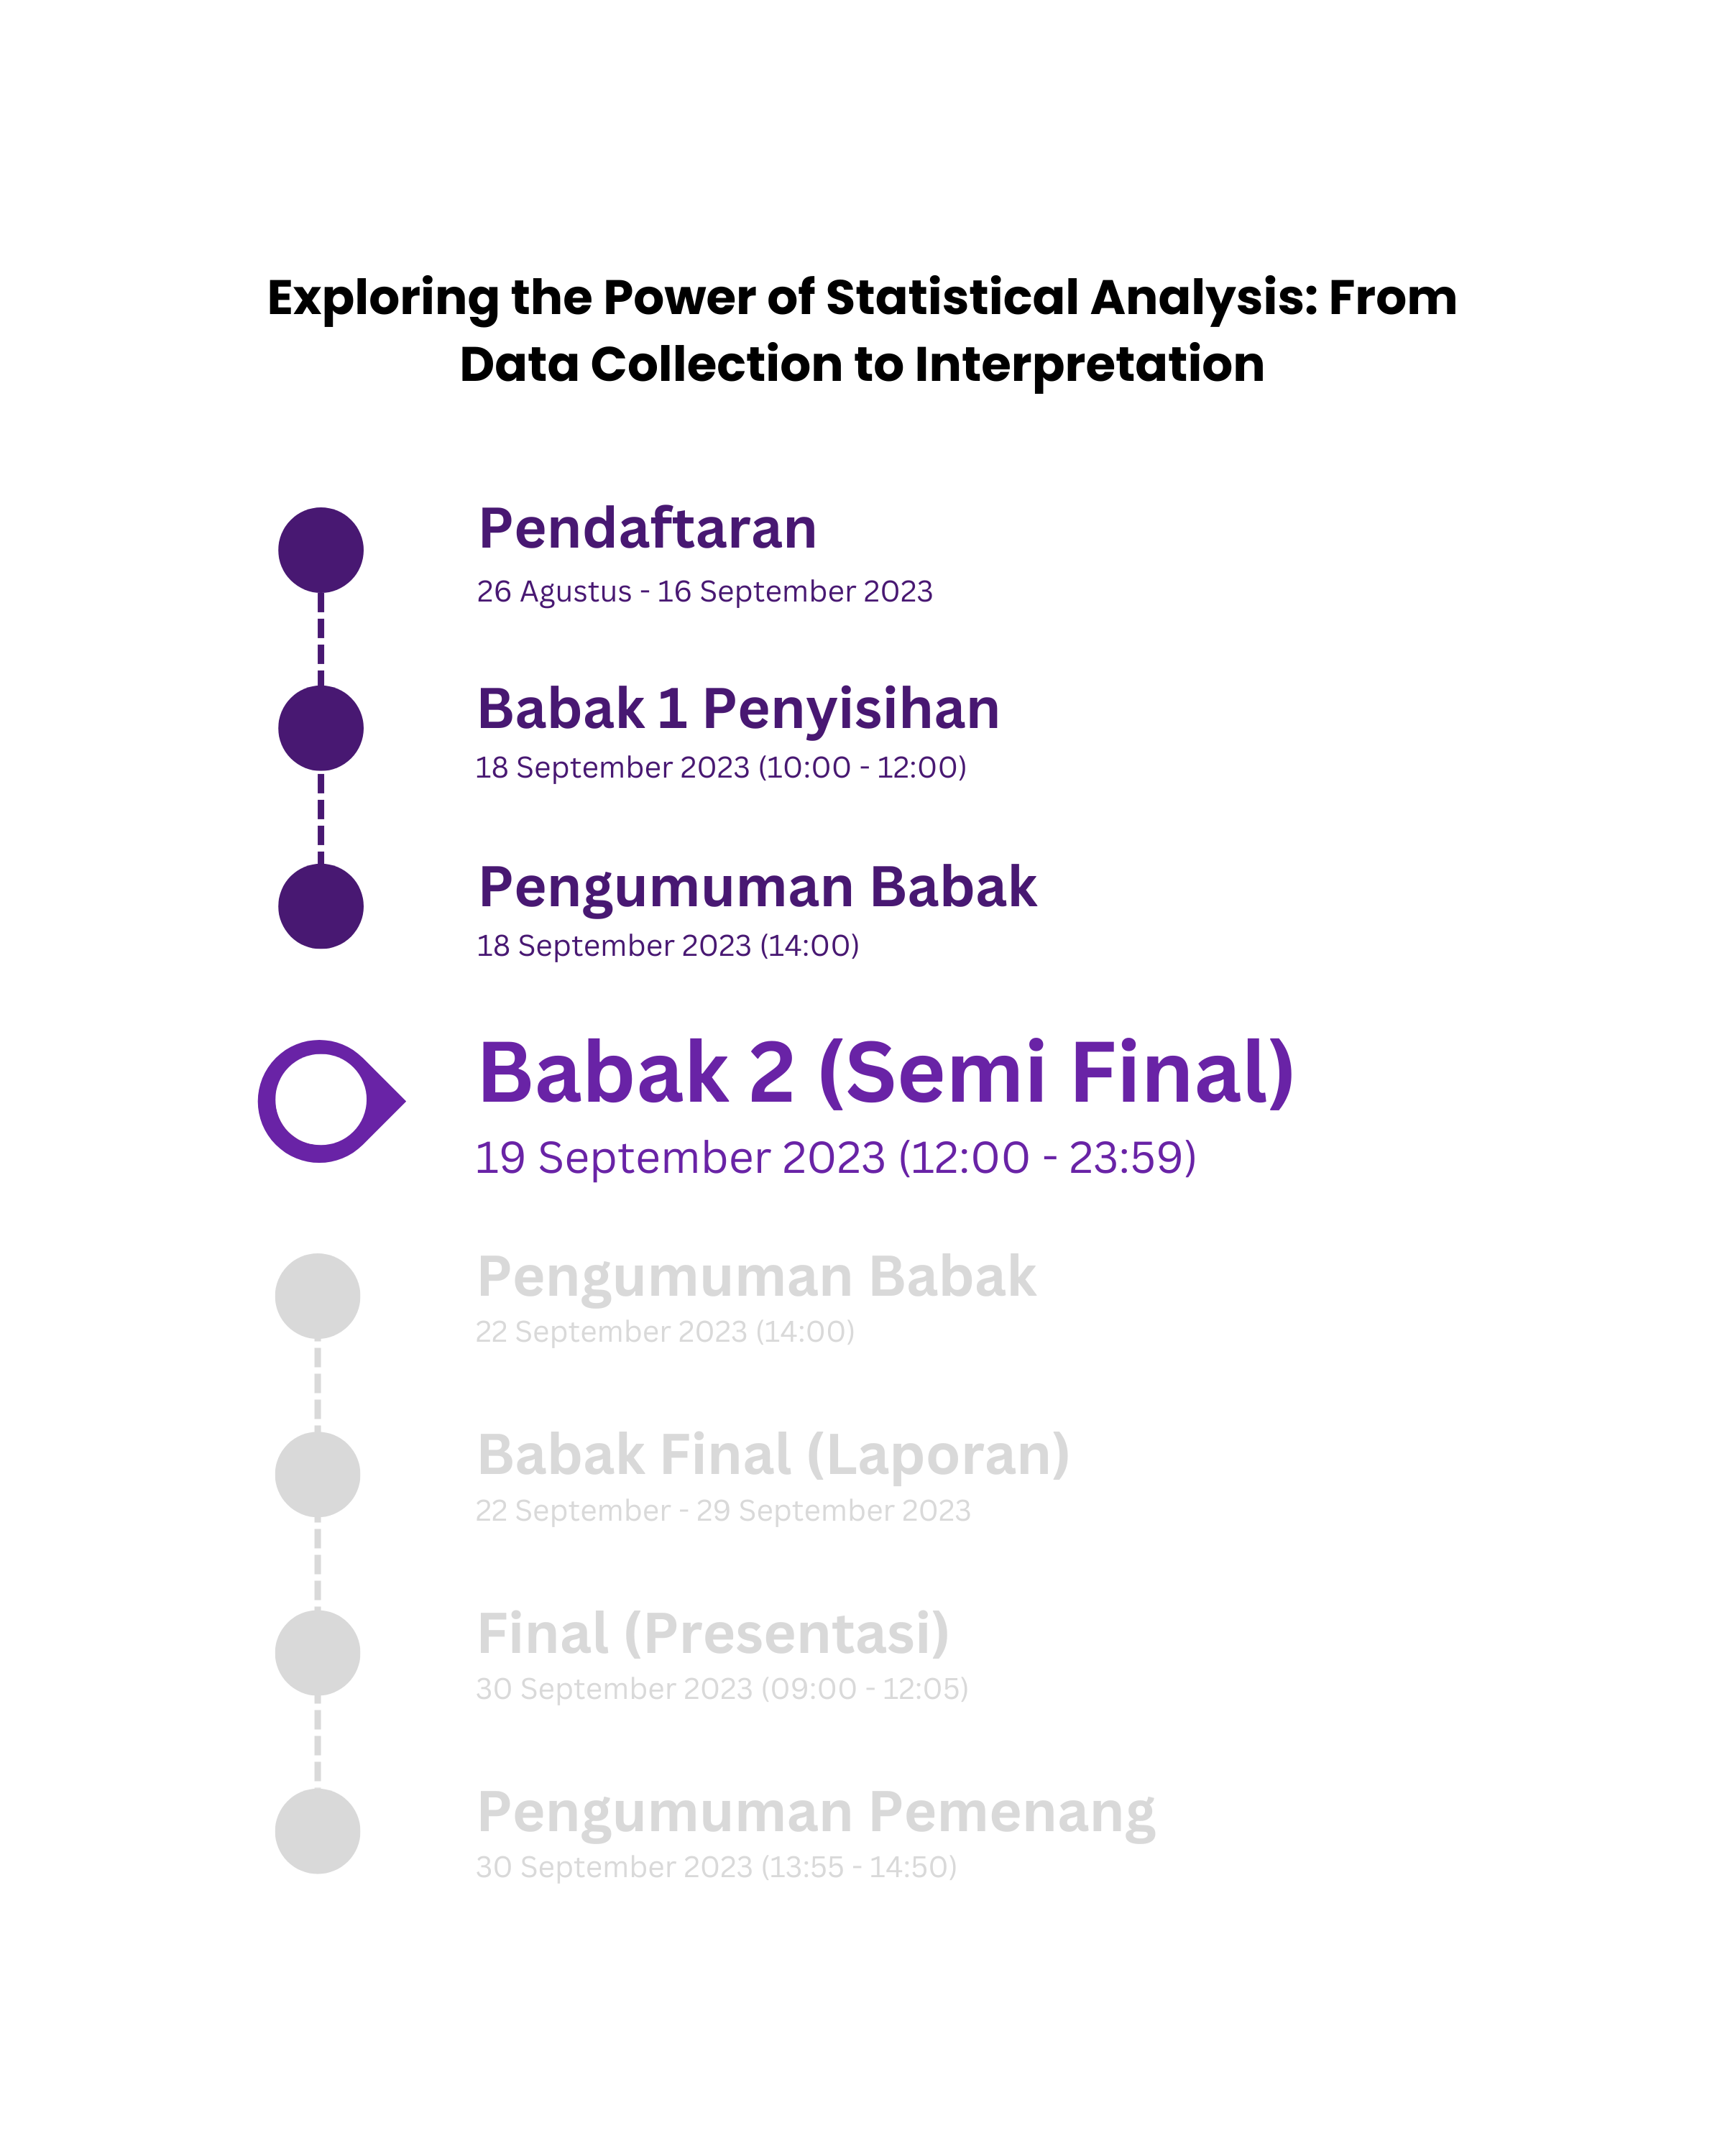 Exploring the Power of Statistical Analysis: From
Data Collection to Interpretation
Pendaftaran
26 Agustus - 16 September 2023
Babak 1 Penyisihan
18 September 2023 (10:00 - 12:00)
Pengumuman Babak
18 September 2023 (14:00)
Babak 2 (Semi Final)
19 September 2023 (12:00 - 23:59)
Pengumuman Babak
22 September 2023 (14:00)
Babak Final (Laporan)
22 September - 29 September 2023
Final (Presentasi)
30 September 2023 (09:00 - 12:05)
Pengumuman Pemenang
30 September 2023 (13:55 - 14:50)